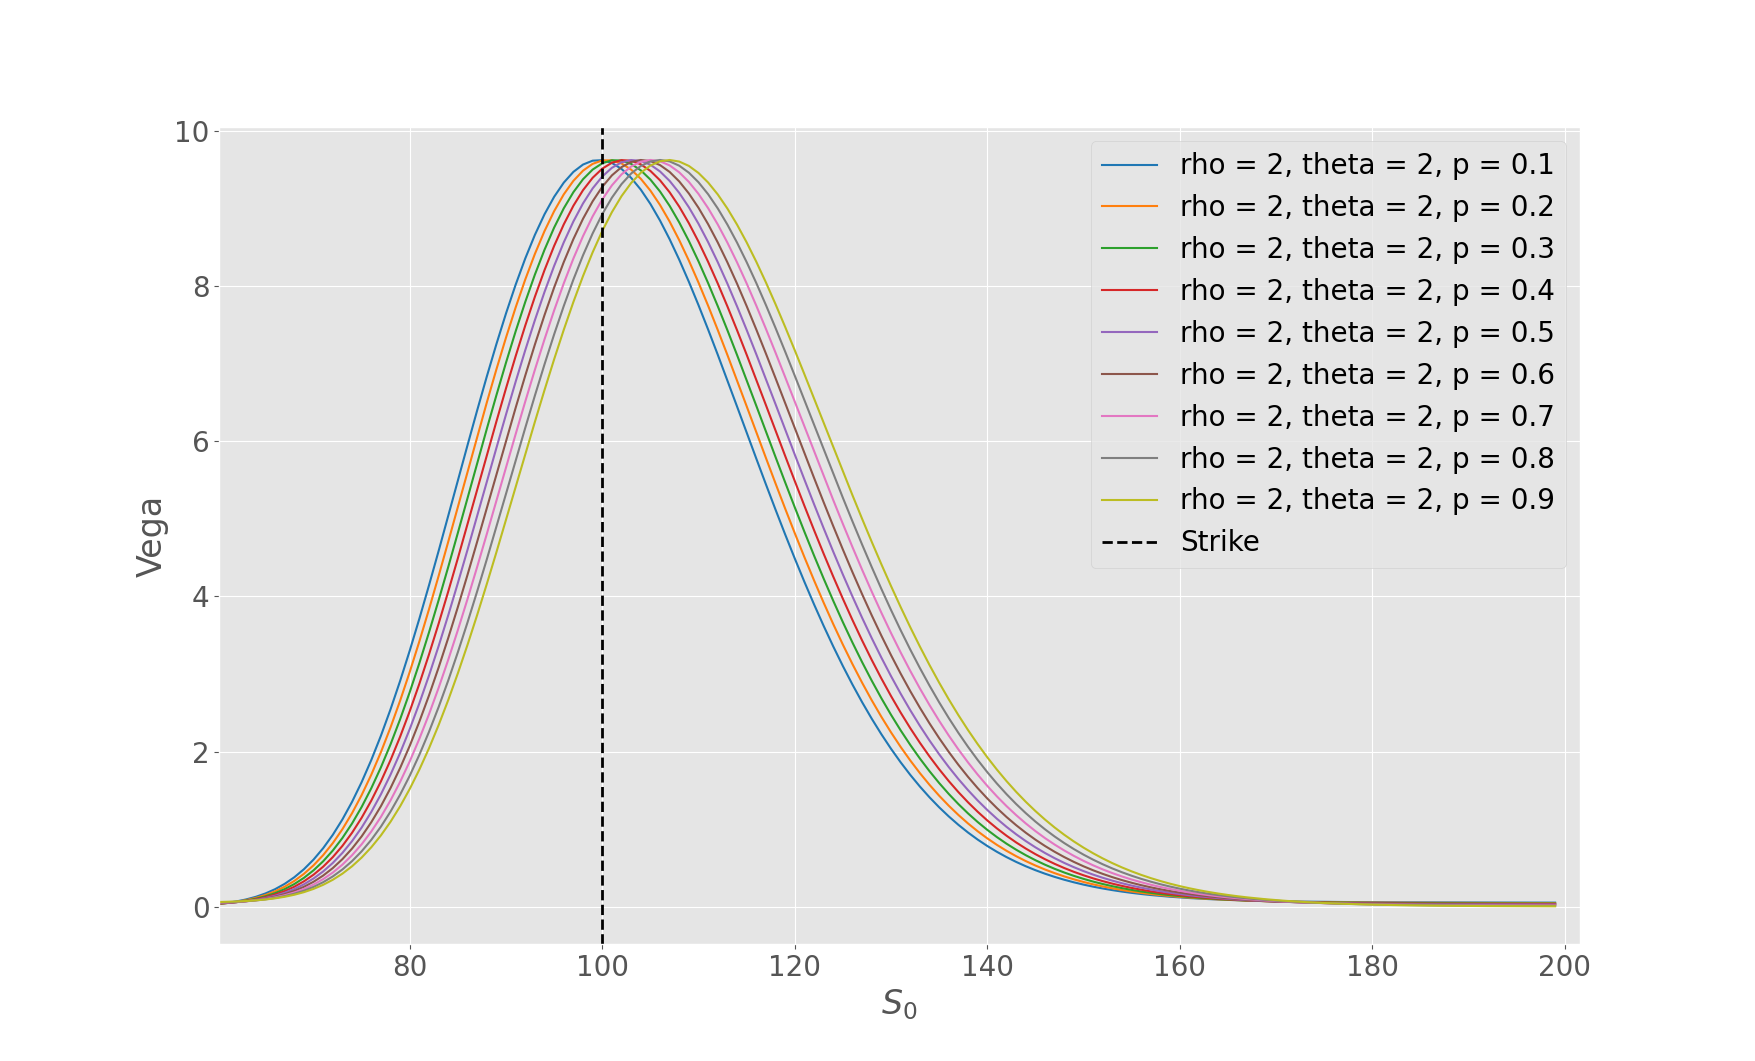 10
8
6
4
2
0
Vega
80
100
120
140
160
180
200
S0
rho = 2, theta = 2, p = 0.1
rho = 2, theta = 2, p = 0.2
rho = 2, theta = 2, p = 0.3
rho = 2, theta = 2, p = 0.4
rho = 2, theta = 2, p = 0.5
rho = 2, theta = 2, p = 0.6
rho = 2, theta = 2, p = 0.7
rho = 2, theta = 2, p = 0.8
rho = 2, theta = 2, p = 0.9
Strike